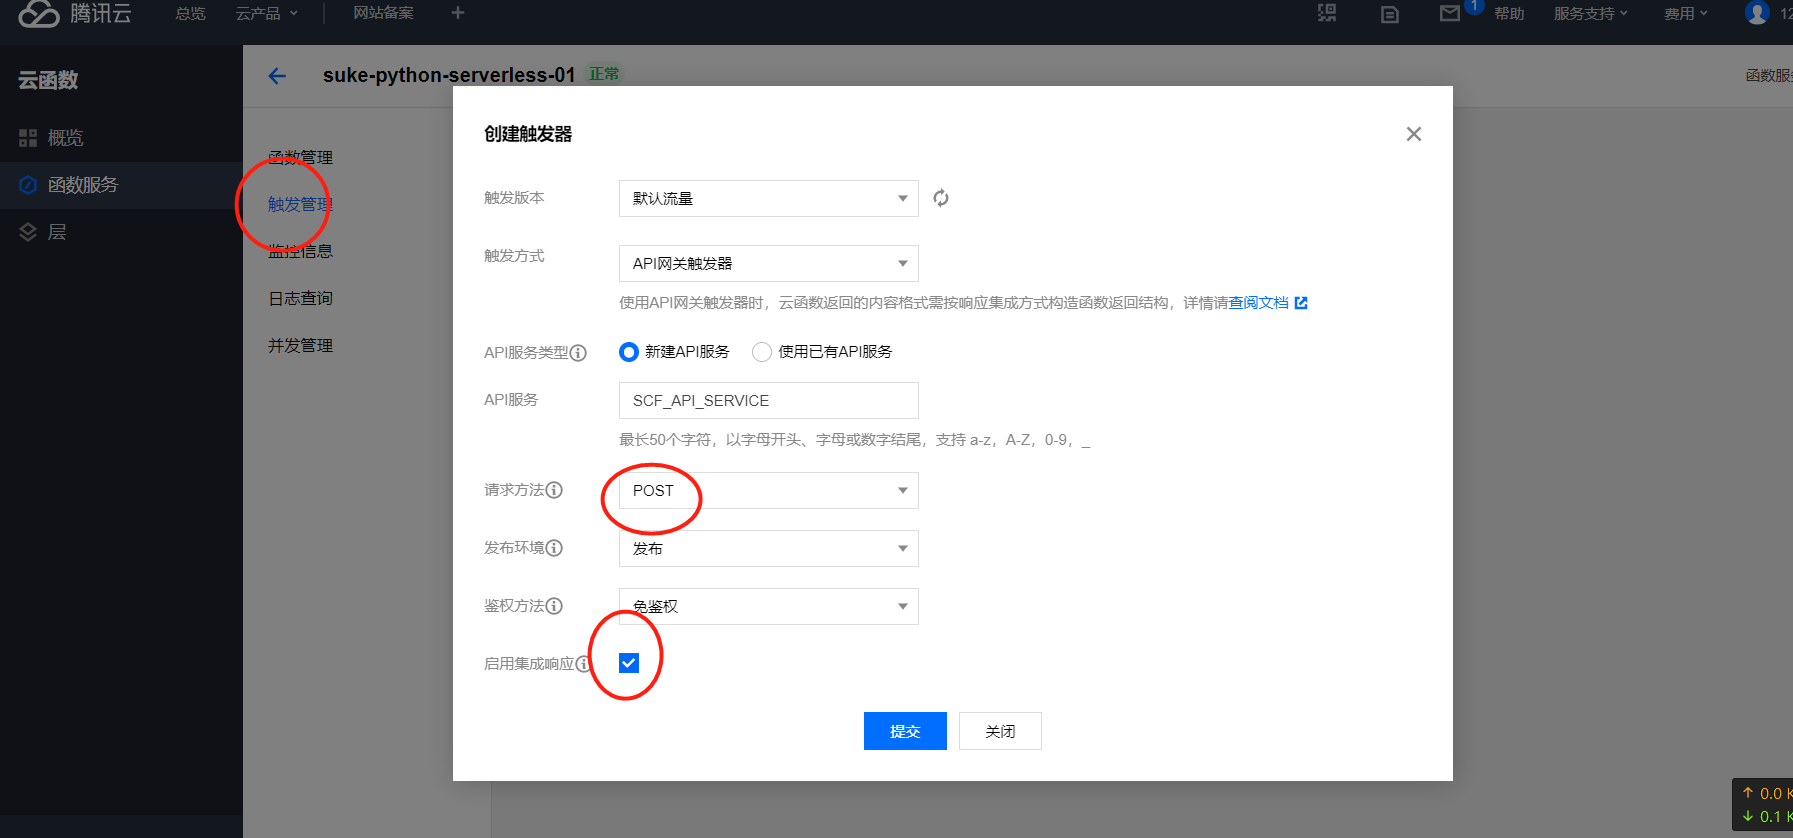 腾讯云 总览 云产品 网站备案 1 帮助 服务支持 费用 12
云函数
概览
函数服务
层
suke-python-serverless-01 正常
函数服
函数管理
触发管理
监控信息
日志查询
并发管理
创建触发器
触发版本 默认流量
触发方式 API网关触发器
使用API网关触发器时，云函数返回的内容格式需按响应集成方式构造函数返回结构，详情请查阅文档
API服务类型 新建API服务 使用已有API服务
API服务 SCF_API_SERVICE
最长50个字符，以字母开头、字母或数字结尾，支持 a-z，A-Z，0-9，_
请求方法 POST
发布环境 发布
鉴权方法 免鉴权
启用集成响应
提交 关闭
↑ 0.0 K
↓ 0.1 K